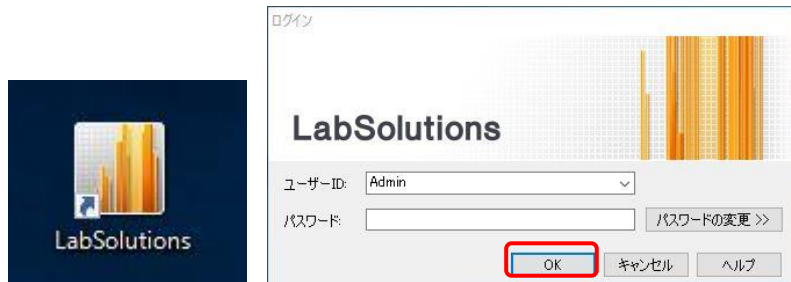 LabSolutions
ログイン
LabSolutions
ユーザーID:
Admin
パスワード:
パスワードの変更 >>
OK
キャンセル
ヘルプ